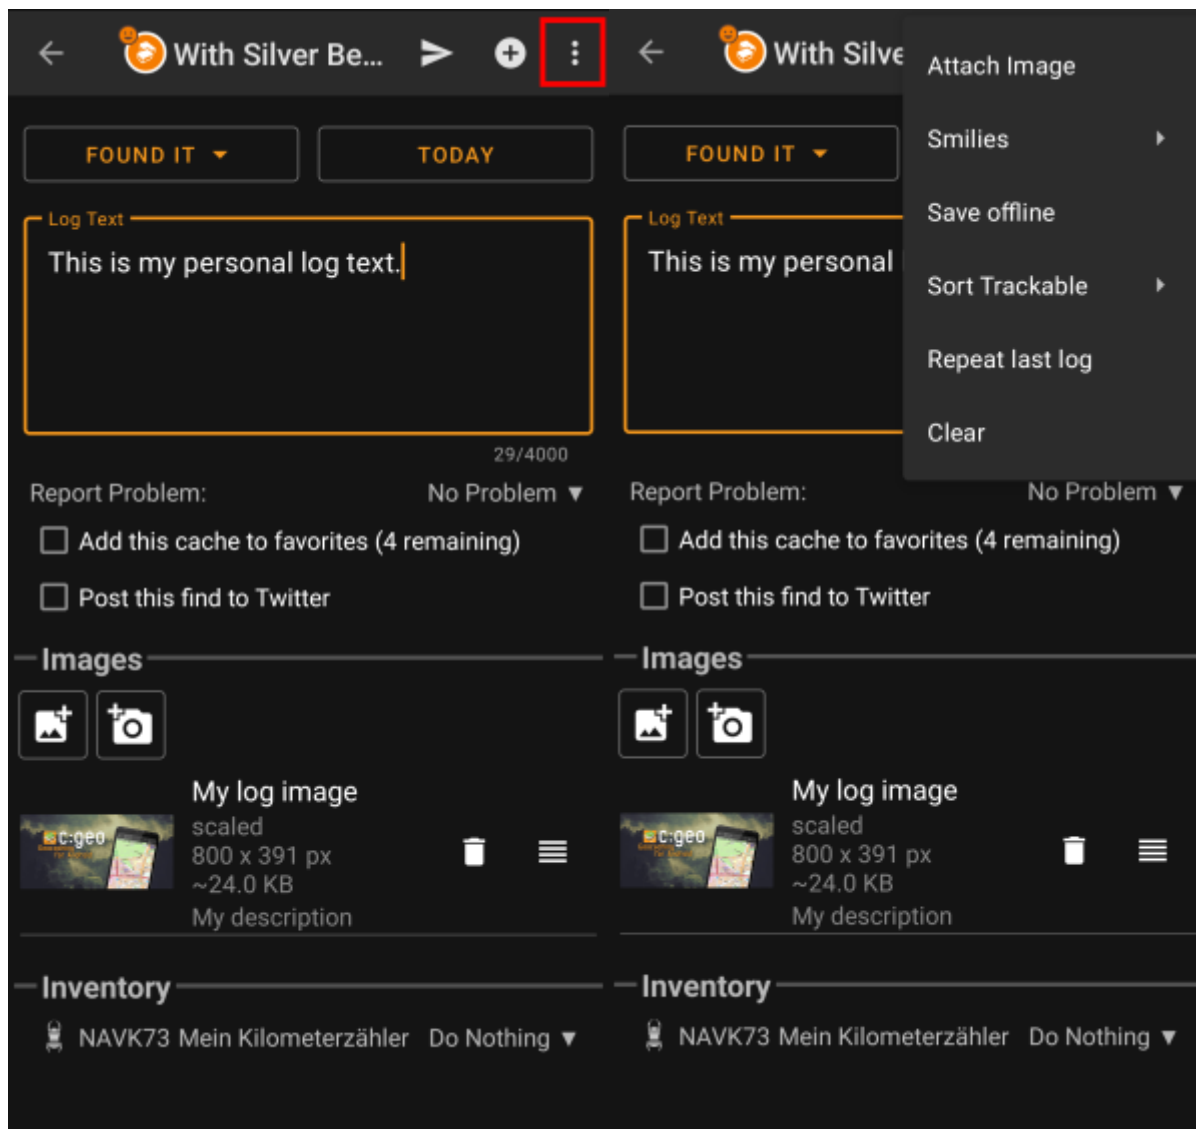 With Silver Be...
FOUND IT
TODAY
Log Text
This is my personal log text.
29/4000
Report Problem:
No Problem
Add this cache to favorites (4 remaining)
Post this find to Twitter
Images
My log image
scaled
800 x 391 px
~24.0 KB
My description
c:geo
Inventory
NAVK73 Mein Kilometerzähler
Do Nothing
With Silve
Attach Image
Smilies
Save offline
Sort Trackable
Repeat last log
Clear
FOUND IT
Log Text
This is my personal
Report Problem:
No Problem
Add this cache to favorites (4 remaining)
Post this find to Twitter
Images
My log image
scaled
800 x 391 px
~24.0 KB
My description
c:geo
Inventory
NAVK73 Mein Kilometerzähler
Do Nothing